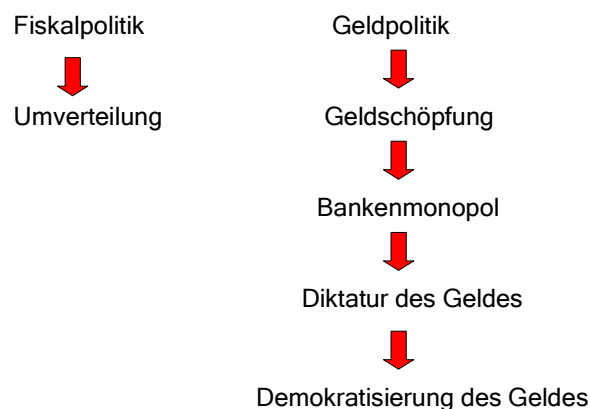 Fiskalpolitik
Geldpolitik
Umverteilung
Geldschöpfung
Bankenmonopol
Diktatur des Geldes
Demokratisierung des Geldes